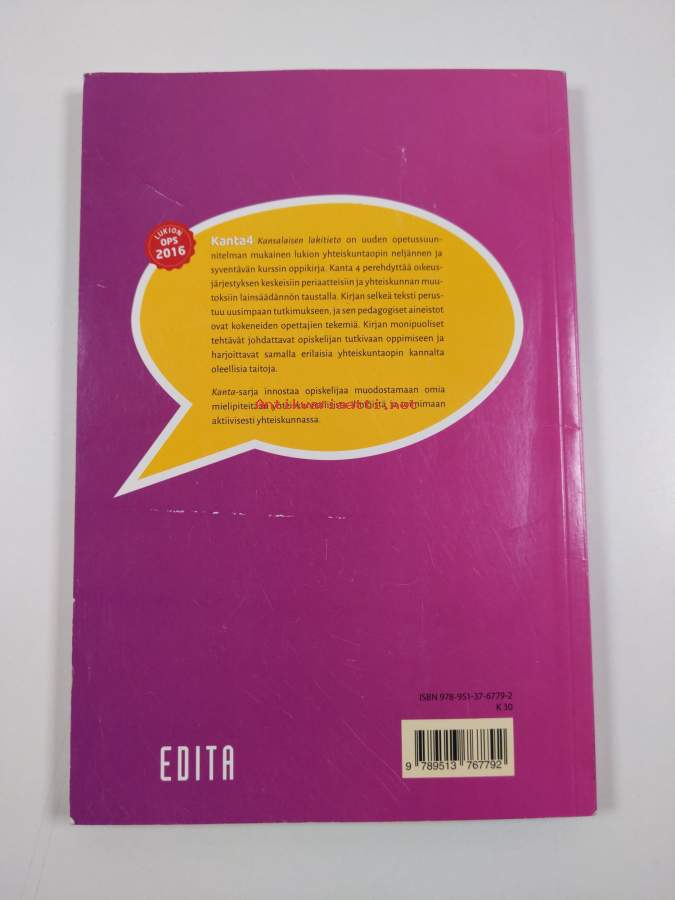 LUKION
OPS
2016
Kanta4 Kansalaisen lakitieto on uuden opetussuun-
nitelman mukainen lukion yhteiskuntaopin neljännen ja
syventävän kurssin oppikirja. Kanta 4 perehdyttää oikeus-
järjestyksen keskeisiin periaatteisiin ja yhteiskunnan muu-
toksiin lainsäädännön taustalla. Kirjan selkeä teksti perus-
tuu uusimpaan tutkimukseen, ja sen pedagogiset aineistot
ovat kokeneiden opettajien tekemiä. Kirjan monipuoliset
tehtävät johdattavat opiskelijan tutkivaan oppimiseen ja
harjoittavat samalla erilaisia yhteiskuntaopin kannalta
oleellisia taitoja.
Kanta-sarja innostaa opiskelijaa muodostamaan omia
mielipiteitään
Antikvariaatti.net
aktiivisesti yhteiskunnassa.
ISBN 978-951-37-6779-2
K 30
9 789513 767792
EDITA